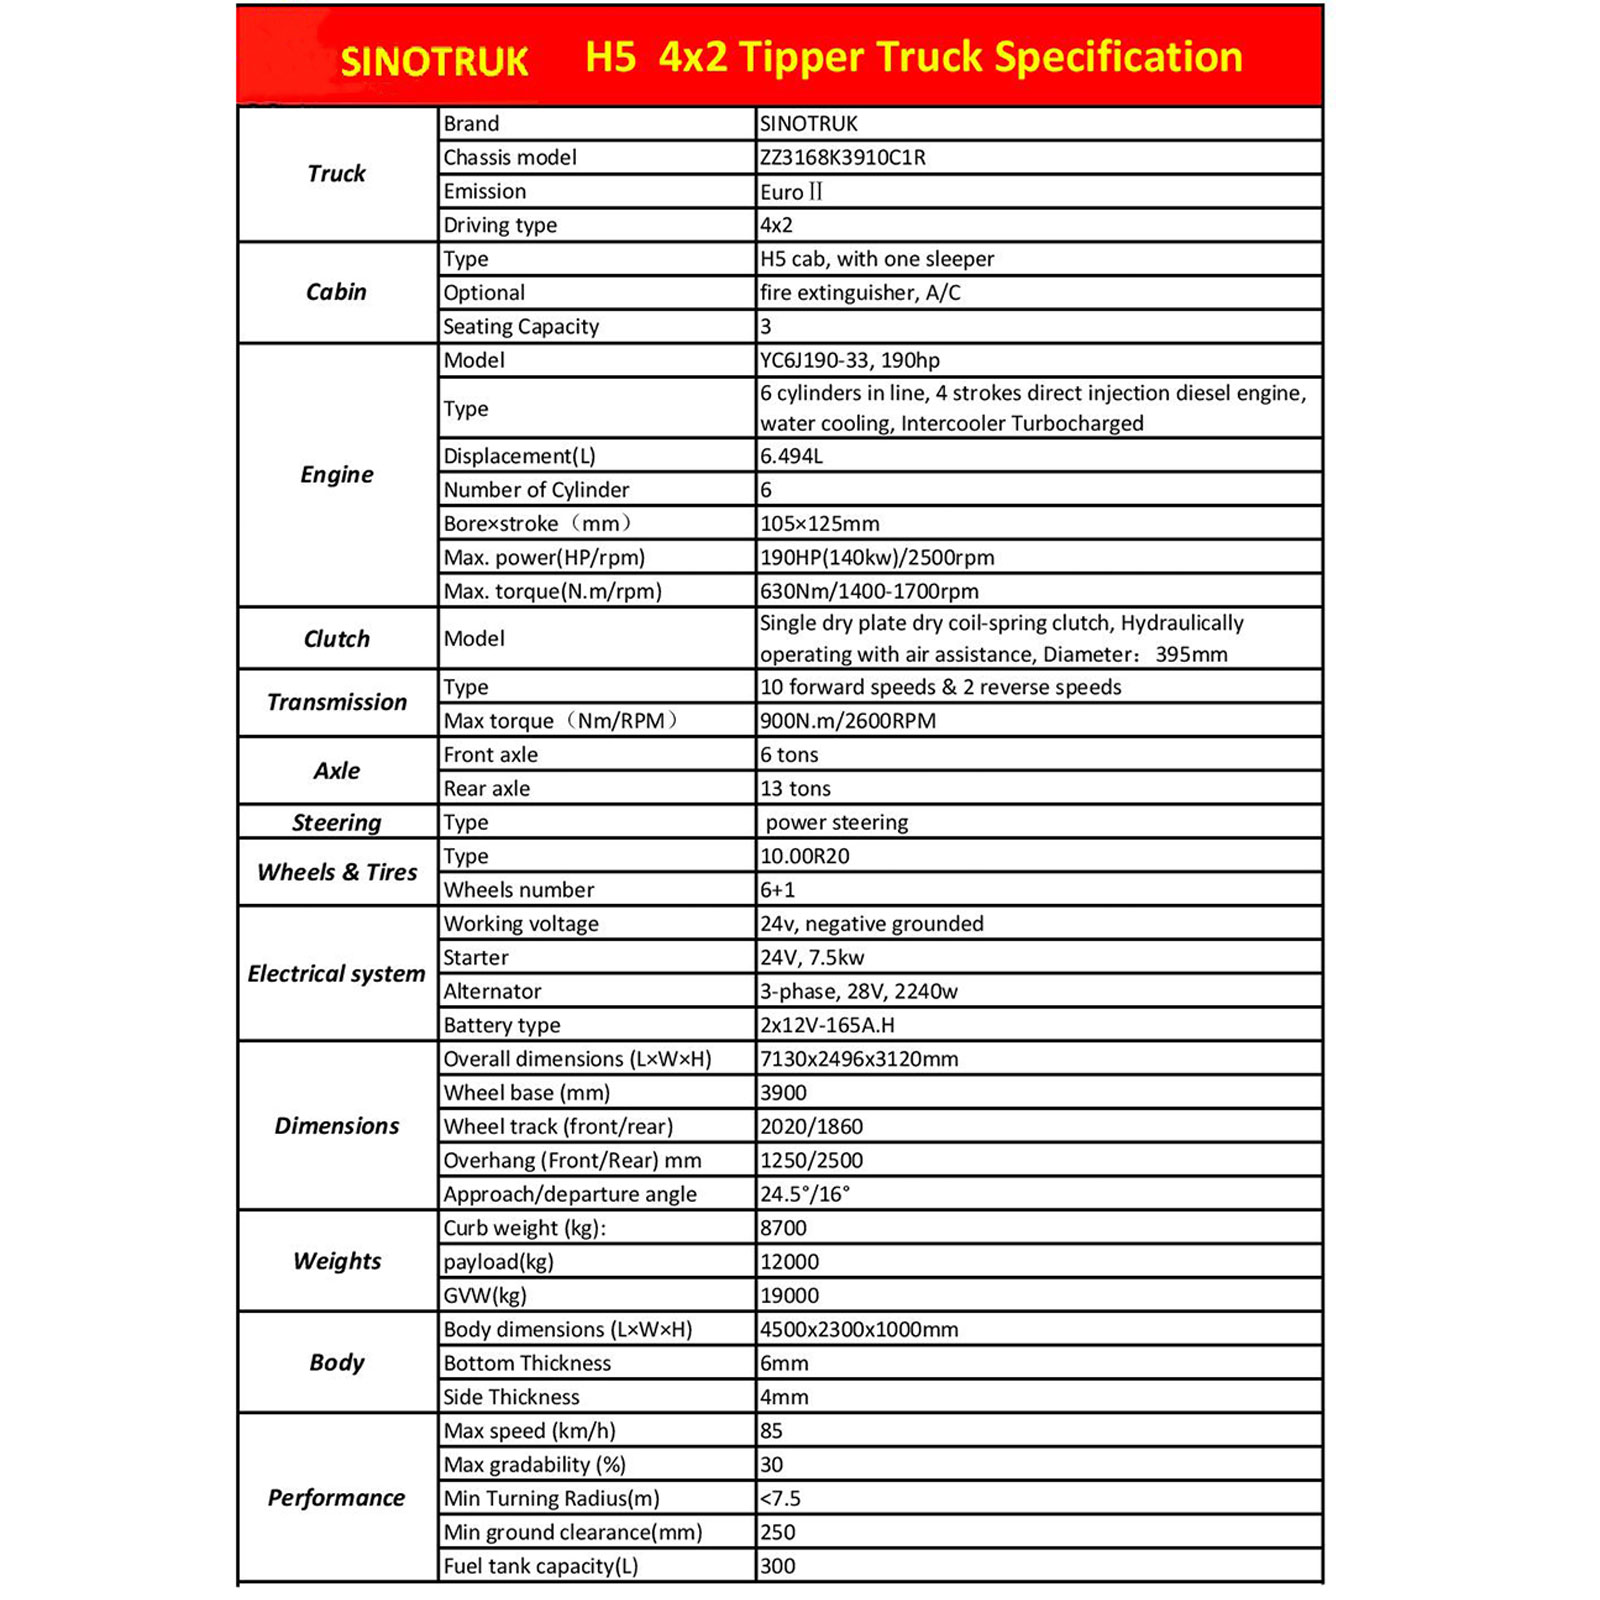 SINOTRUK H5 4x2 Tipper Truck Specification
Truck
Brand SINOTRUK
Chassis model ZZ3168K3910C1R
Emission Euro Ⅱ
Driving type 4x2
Cabin
Type H5 cab, with one sleeper
Optional fire extinguisher, A/C
Seating Capacity 3
Engine
Model YC6J190-33, 190hp
Type 6 cylinders in line, 4 strokes direct injection diesel engine,
water cooling, Intercooler Turbocharged
Displacement(L) 6.494L
Number of Cylinder 6
Bore×stroke（mm） 105×125mm
Max. power(HP/rpm) 190HP(140kw)/2500rpm
Max. torque(N.m/rpm) 630Nm/1400-1700rpm
Clutch
Model Single dry plate dry coil-spring clutch, Hydraulically
operating with air assistance, Diameter：395mm
Transmission
Type 10 forward speeds & 2 reverse speeds
Max torque（Nm/RPM） 900N.m/2600RPM
Axle
Front axle 6 tons
Rear axle 13 tons
Steering
Type power steering
Wheels & Tires
Type 10.00R20
Wheels number 6+1
Electrical system
Working voltage 24v, negative grounded
Starter 24V, 7.5kw
Alternator 3-phase, 28V, 2240w
Battery type 2x12V-165A.H
Dimensions
Overall dimensions (L×W×H) 7130x2496x3120mm
Wheel base (mm) 3900
Wheel track (front/rear) 2020/1860
Overhang (Front/Rear) mm 1250/2500
Approach/departure angle 24.5°/16°
Weights
Curb weight (kg): 8700
payload(kg) 12000
GVW(kg) 19000
Body
Body dimensions (L×W×H) 4500x2300x1000mm
Bottom Thickness 6mm
Side Thickness 4mm
Performance
Max speed (km/h) 85
Max gradability (%) 30
Min Turning Radius(m) <7.5
Min ground clearance(mm) 250
Fuel tank capacity(L) 300